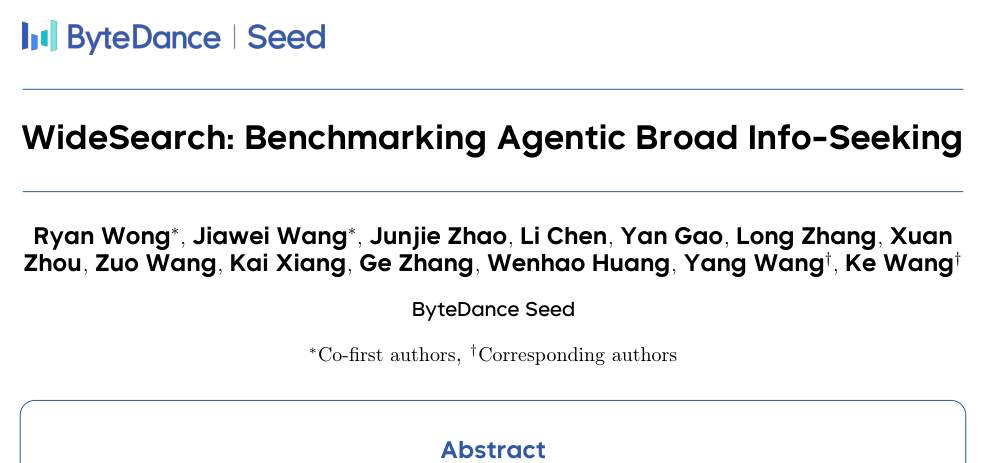 ByteDance | Seed
WideSearch: Benchmarking Agentic Broad Info-Seeking
Ryan Wong*, Jiawei Wang*, Junjie Zhao, Li Chen, Yan Gao, Long Zhang, Xuan
Zhou, Zuo Wang, Kai Xiang, Ge Zhang, Wenhao Huang, Yang Wang†, Ke Wang†
ByteDance Seed
*Co-first authors, †Corresponding authors
Abstract